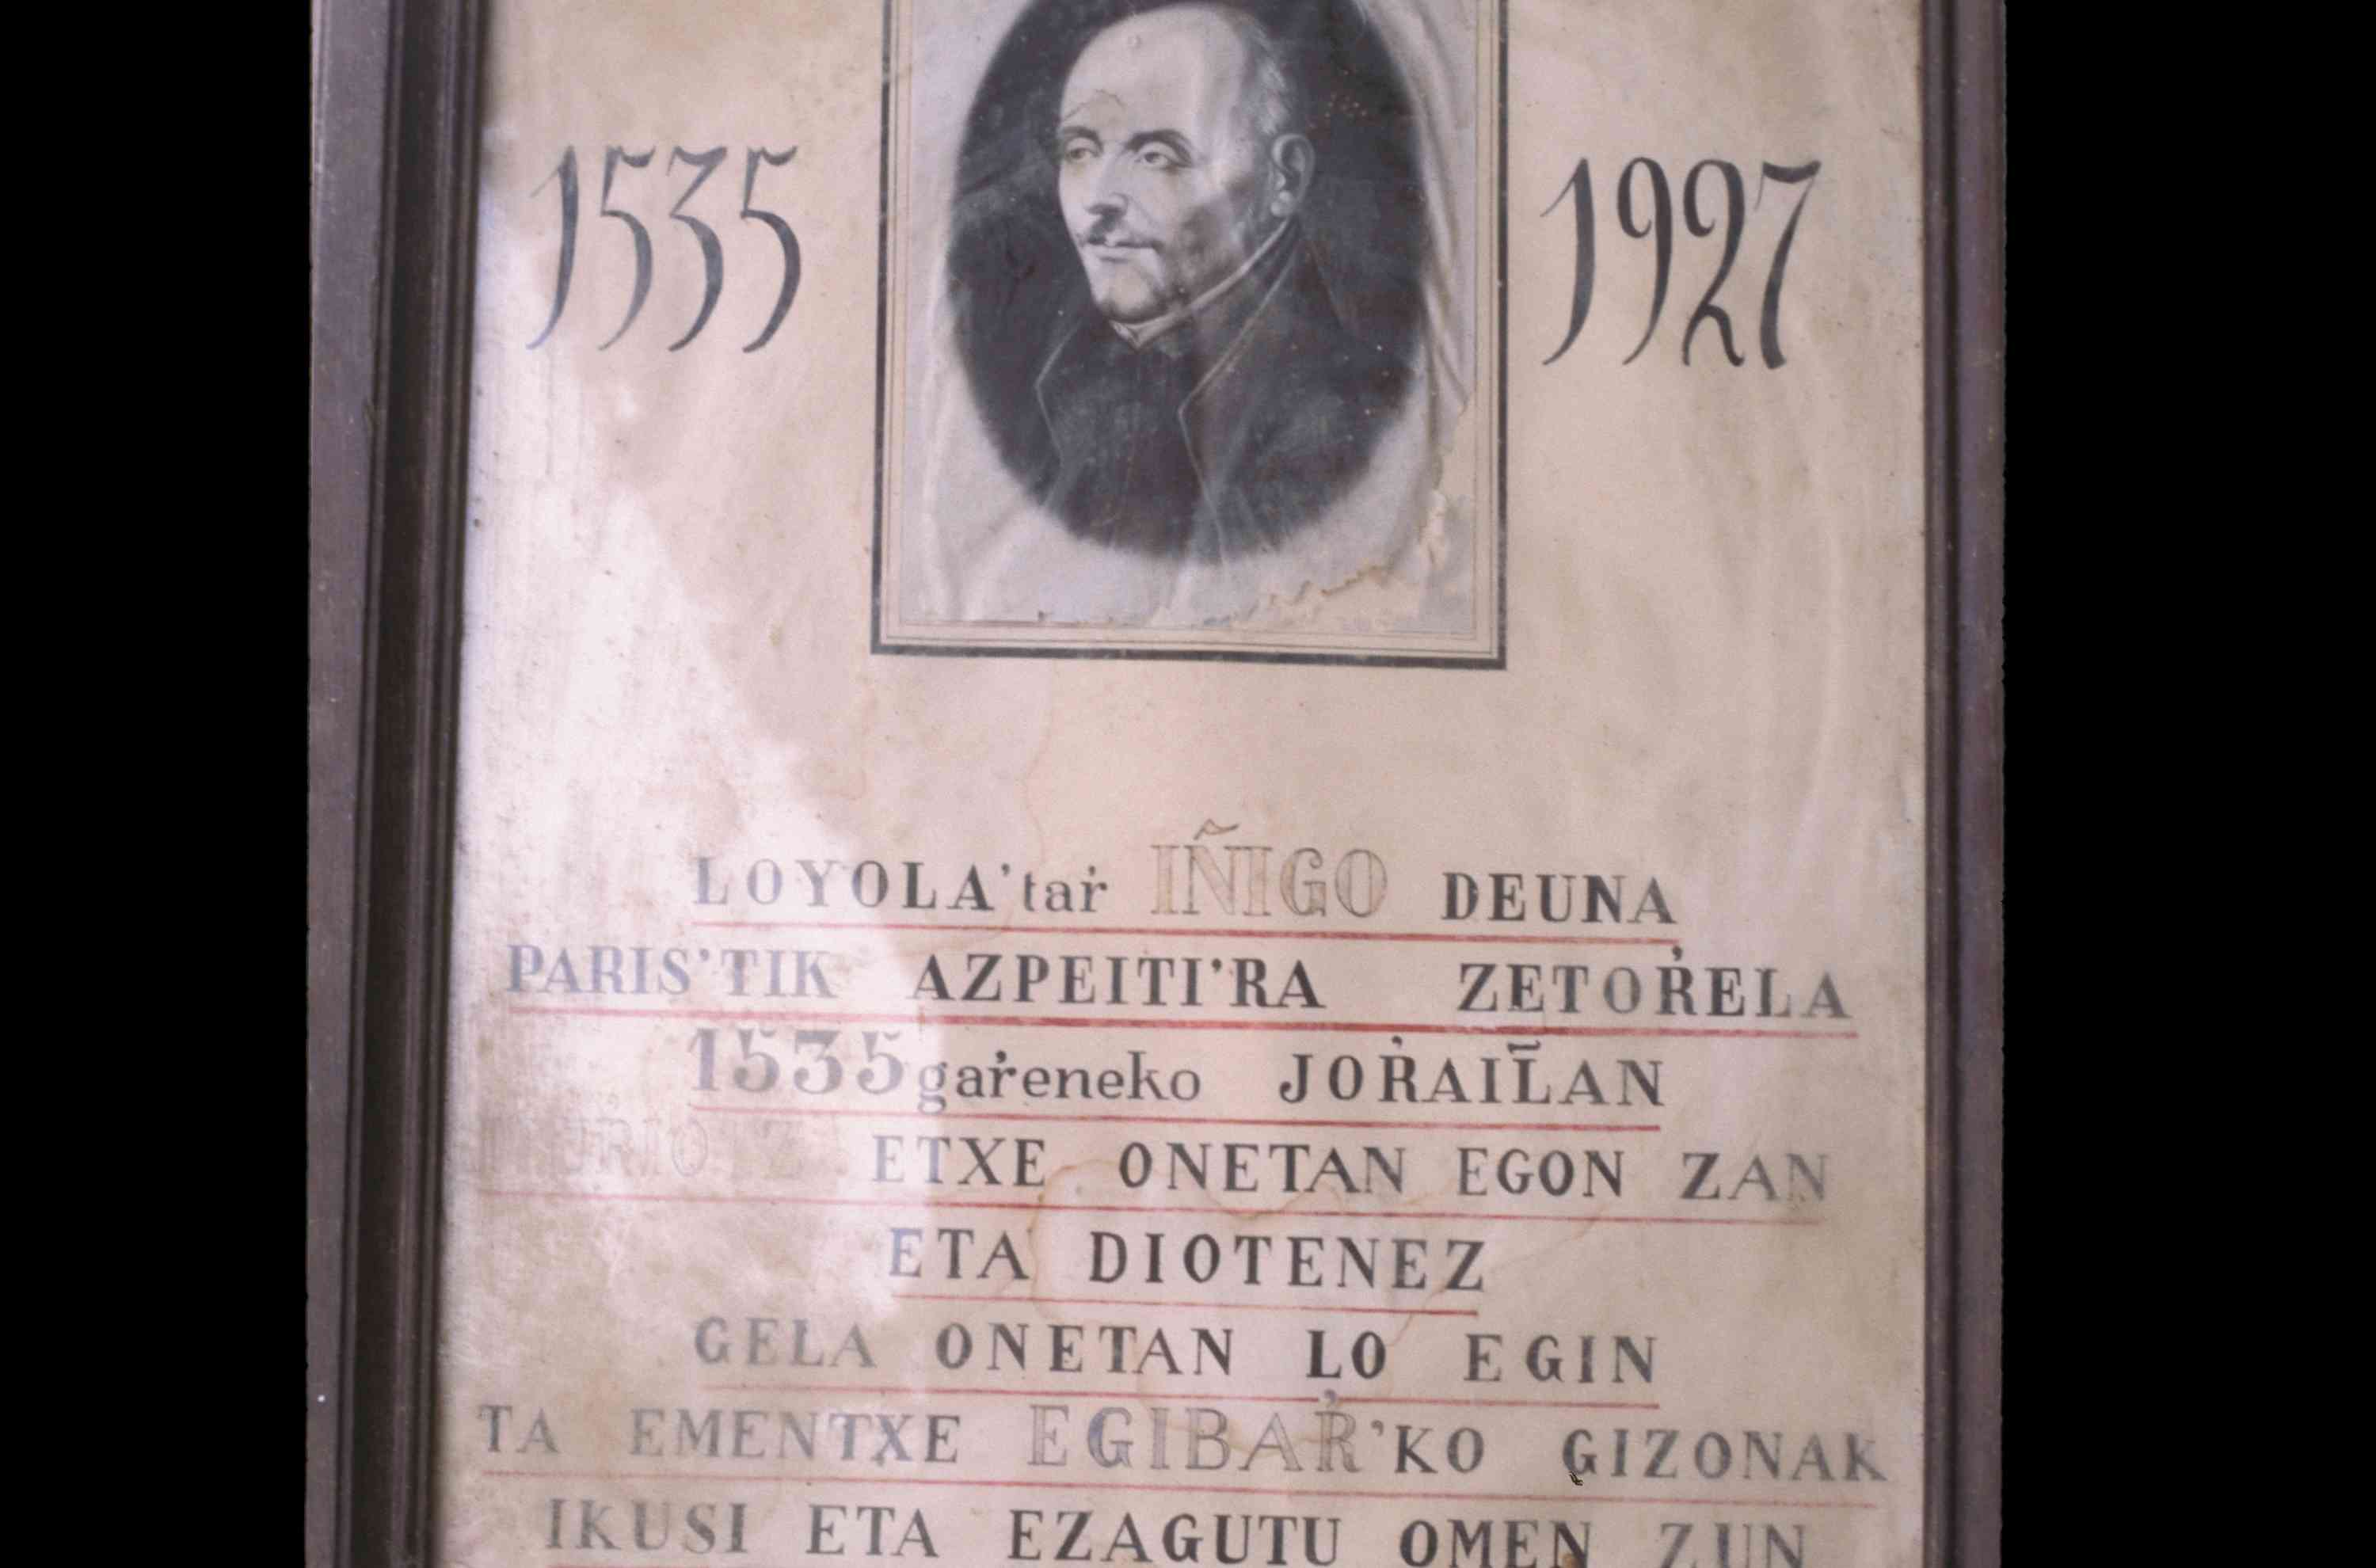 1535
1927
LOYOLA'taŕ IÑIGO DEUNA
PARIS'TIK AZPEITI'RA ZETOŔELA
1535gaŕeneko JOŔAIL̄AN
ETXE ONETAN EGON ZAN
ETA DIOTENEZ
GELA ONETAN LO EGIN
TA EMENTXE EGIBAŔ'KO GIZONAK
IKUSI ETA EZAGUTU OMEN ZUN